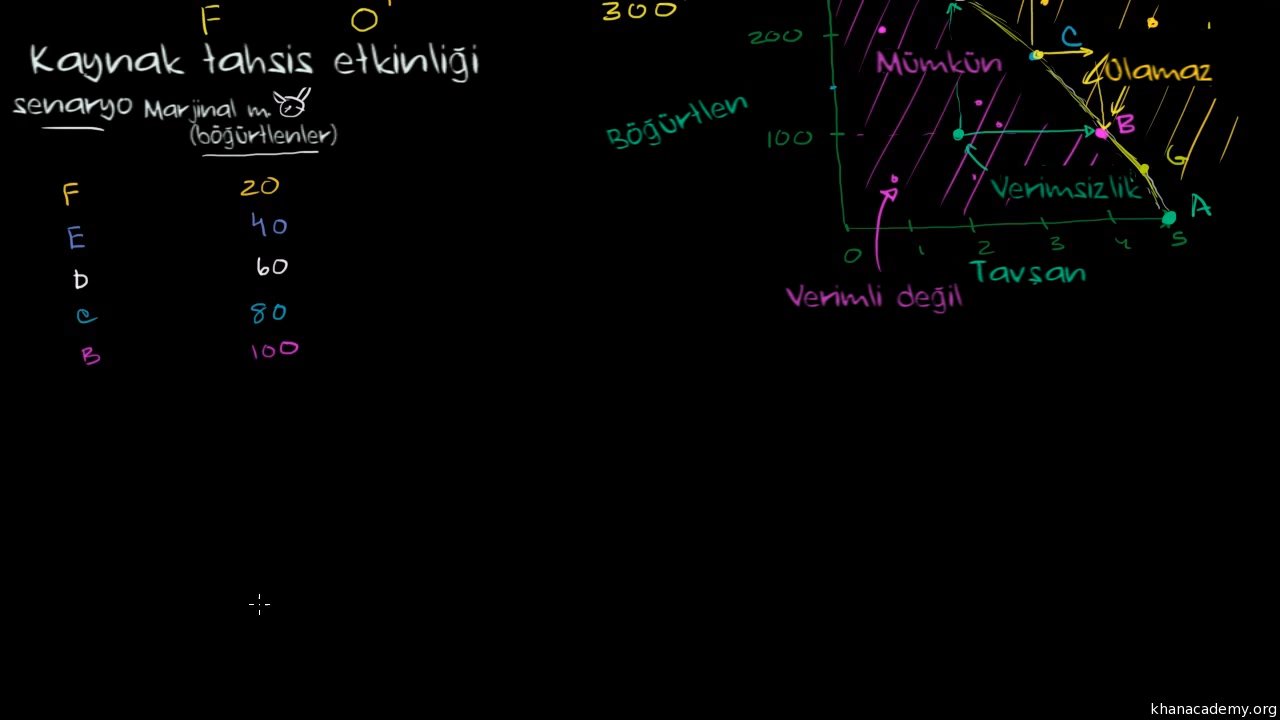 F 0 300
Kaynak tahsis etkinliği
senaryo Marjinal m.
(böğürtlenler)
F 20
E 40
D 60
C 80
B 100
200
100
Böğürtlen
Mümkün
C
Olamaz
B
G
Verimsizlik
A
0 1 2 3 4 5
Tavşan
Verimli değil
khanacademy.org